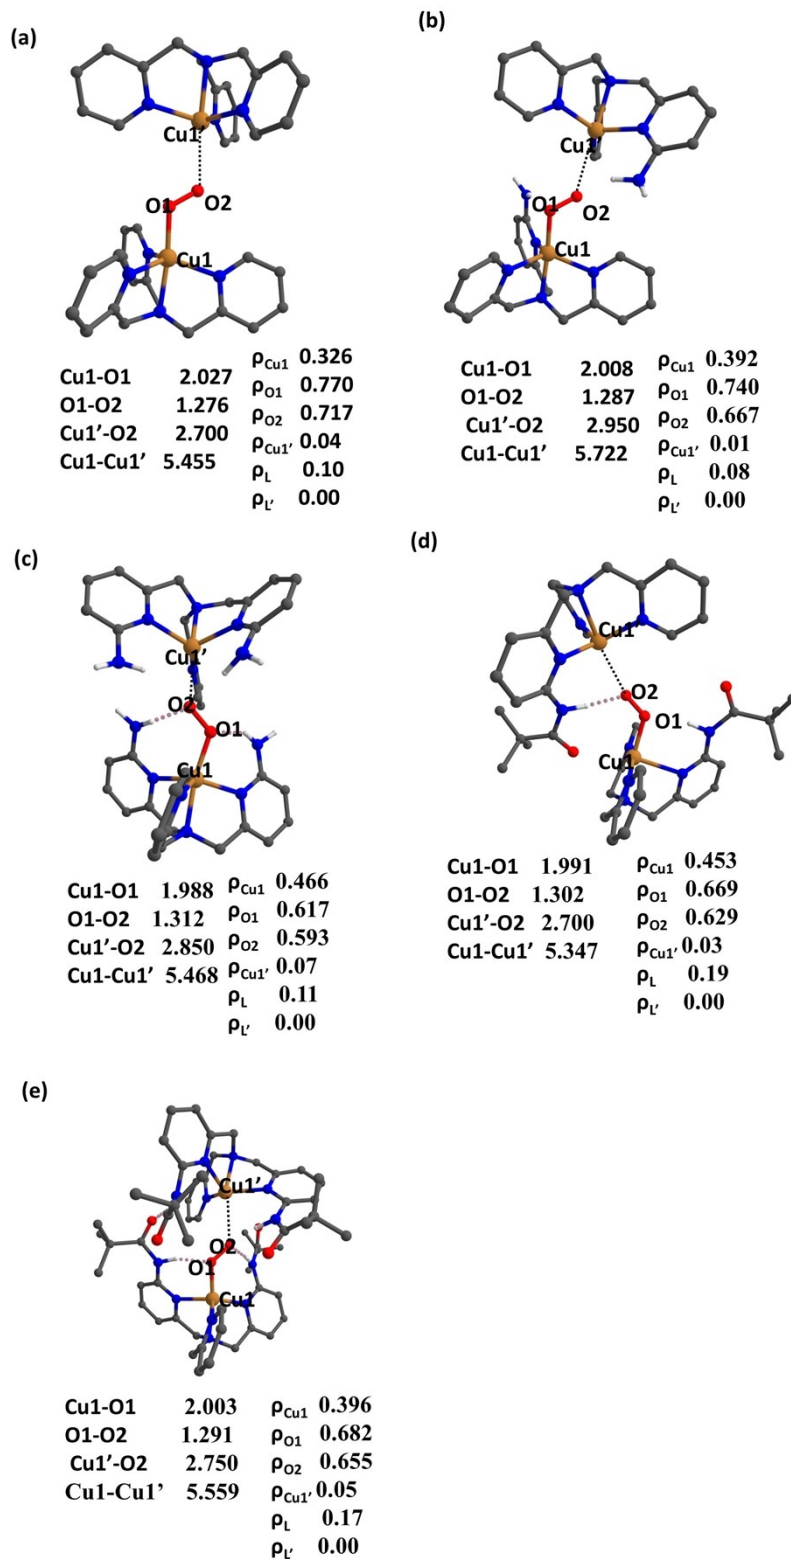 (a)
Cu1'
O1 O2
Cu1
Cu1-O1 2.027
O1-O2 1.276
Cu1'-O2 2.700
Cu1-Cu1' 5.455
ρCu1 0.326
ρO1 0.770
ρO2 0.717
ρCu1' 0.04
ρL 0.10
ρL' 0.00
(b)
Cu1'
O1 O2
Cu1
Cu1-O1 2.008
O1-O2 1.287
Cu1'-O2 2.950
Cu1-Cu1' 5.722
ρCu1 0.392
ρO1 0.740
ρO2 0.667
ρCu1' 0.01
ρL 0.08
ρL' 0.00
(c)
Cu1'
O2
O1
Cu1
Cu1-O1 1.988
O1-O2 1.312
Cu1'-O2 2.850
Cu1-Cu1' 5.468
ρCu1 0.466
ρO1 0.617
ρO2 0.593
ρCu1' 0.07
ρL 0.11
ρL' 0.00
(d)
Cu1'
O2
O1
Cu1
Cu1-O1 1.991
O1-O2 1.302
Cu1'-O2 2.700
Cu1-Cu1' 5.347
ρCu1 0.453
ρO1 0.669
ρO2 0.629
ρCu1' 0.03
ρL 0.19
ρL' 0.00
(e)
Cu1'
O2
O1
Cu1
Cu1-O1 2.003
O1-O2 1.291
Cu1'-O2 2.750
Cu1-Cu1' 5.559
ρCu1 0.396
ρO1 0.682
ρO2 0.655
ρCu1' 0.05
ρL 0.17
ρL' 0.00